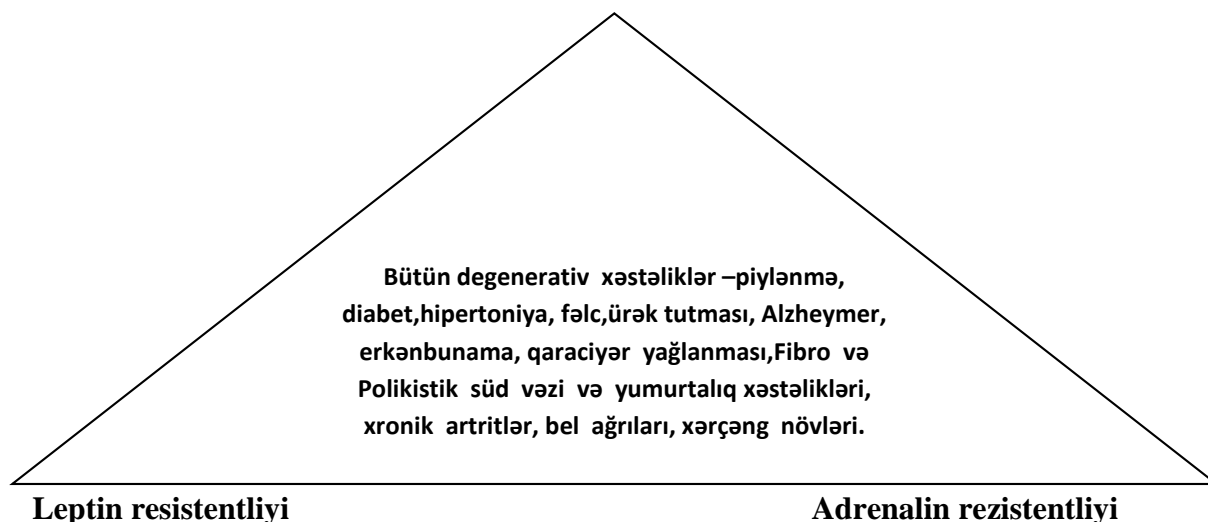 Bütün degenerativ xəstəliklər –piylənmə,
diabet,hipertoniya, fəlc,ürək tutması, Alzheymer,
erkənbunama, qaraciyər yağlanması,Fibro və
Polikistik süd vəzi və yumurtalıq xəstəlikləri,
xronik artritlər, bel ağrıları, xərçəng növləri.
Leptin resistentliyi Adrenalin rezistentliyi